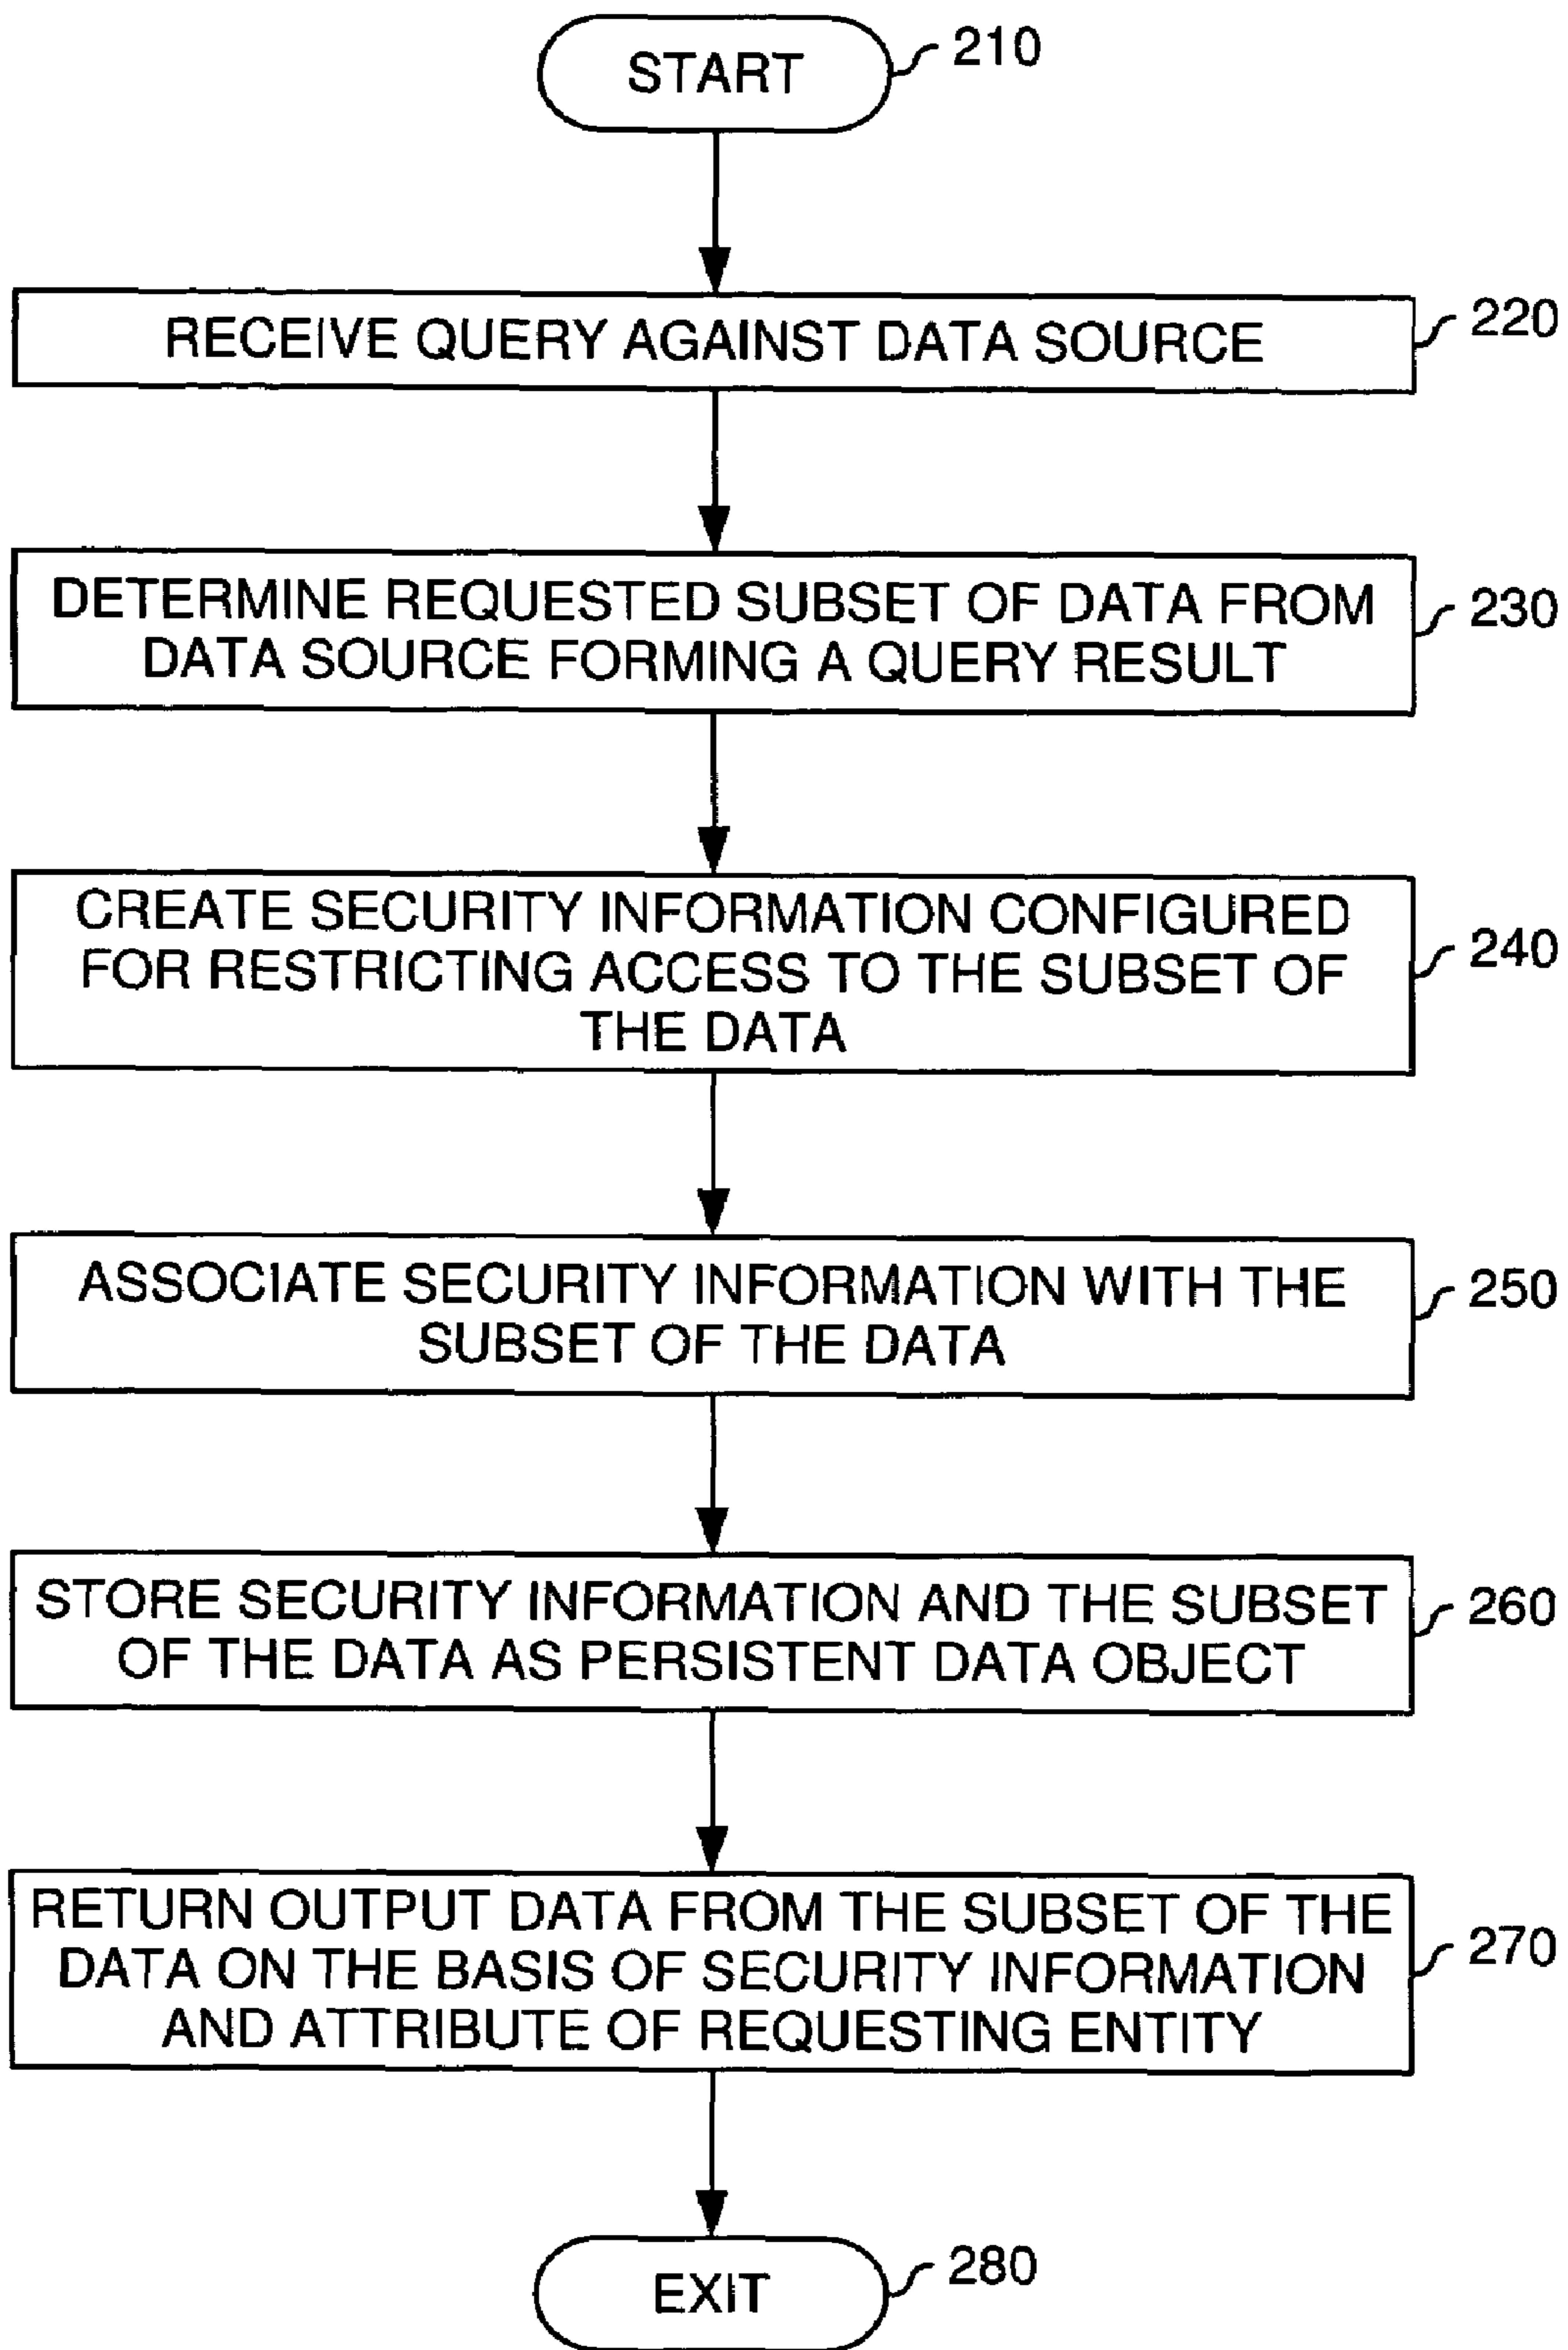 START
210
RECEIVE QUERY AGAINST DATA SOURCE
220
DETERMINE REQUESTED SUBSET OF DATA FROM
DATA SOURCE FORMING A QUERY RESULT
230
CREATE SECURITY INFORMATION CONFIGURED
FOR RESTRICTING ACCESS TO THE SUBSET OF
THE DATA
240
ASSOCIATE SECURITY INFORMATION WITH THE
SUBSET OF THE DATA
250
STORE SECURITY INFORMATION AND THE SUBSET
OF THE DATA AS PERSISTENT DATA OBJECT
260
RETURN OUTPUT DATA FROM THE SUBSET OF THE
DATA ON THE BASIS OF SECURITY INFORMATION
AND ATTRIBUTE OF REQUESTING ENTITY
270
EXIT
280